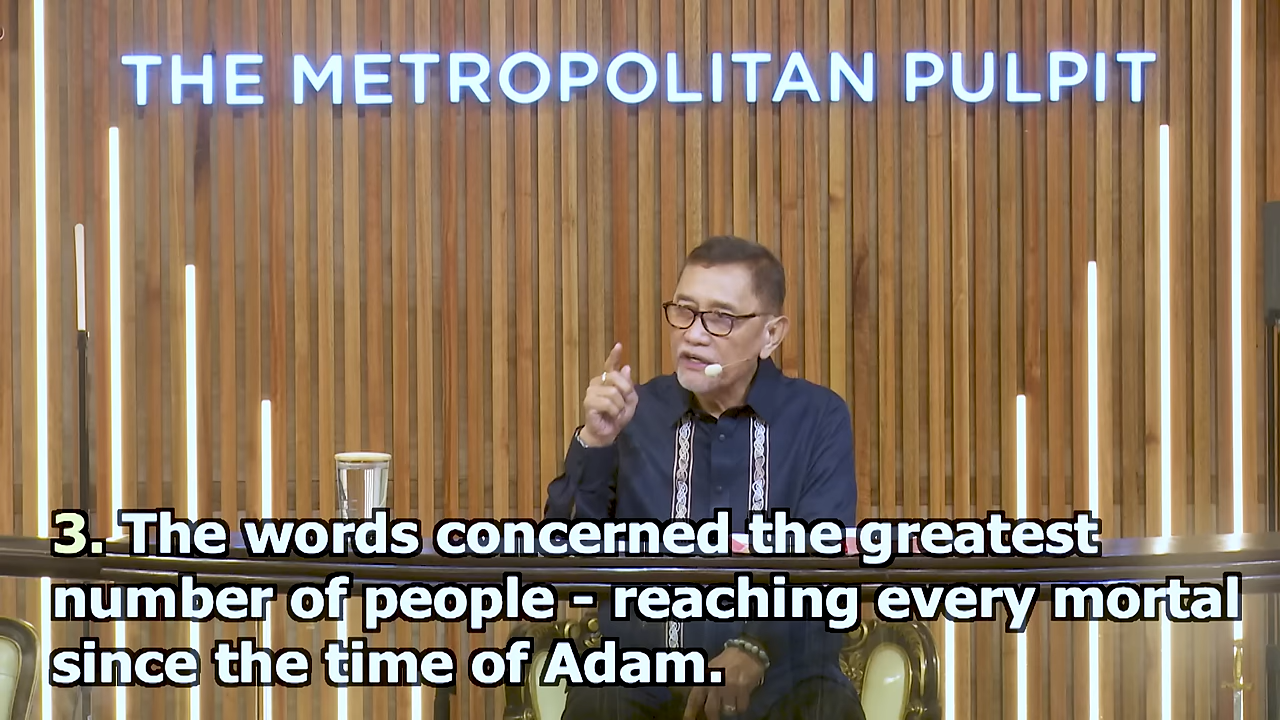 THE METROPOLITAN PULPIT
3. The words concerned the greatest
number of people - reaching every mortal
since the time of Adam.